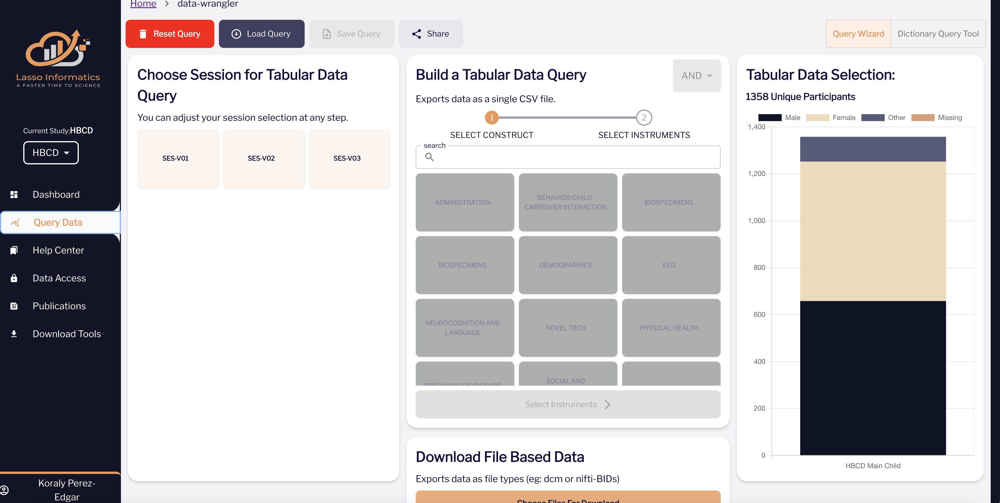 Home > data-wrangler
Lasso Informatics
A FASTER TIME TO SCIENCE
Current Study:HBCD
HBCD
Dashboard
Query Data
Help Center
Data Access
Publications
Download Tools
Koraly Perez-
Edgar
Reset Query
Load Query
Save Query
Share
Query Wizard
Dictionary Query Tool
Choose Session for Tabular Data
Query
You can adjust your session selection at any step.
SES-V01
SES-V02
SES-V03
Build a Tabular Data Query
AND
Exports data as a single CSV file.
1
2
SELECT CONSTRUCT
SELECT INSTRUMENTS
search
ADMINISTRATION
BEHAVIOR/CHILD-
CAREGIVER INTERACTION
BIOSPECIMENS
BIOSPECIMENS
DEMOGRAPHICS
EEG
NEUROCOGNITION AND
LANGUAGE
NOVEL TECH
PHYSICAL HEALTH
PREGNANCY/EXPOSURE
SOCIAL AND
Select Instruments
Download File Based Data
Exports data as file types (eg: dcm or nifti-BIDs)
Choose Files For Download
Tabular Data Selection:
1358 Unique Participants
Male
Female
Other
Missing
1,400
1,200
1,000
800
600
400
200
0
HBCD Main Child